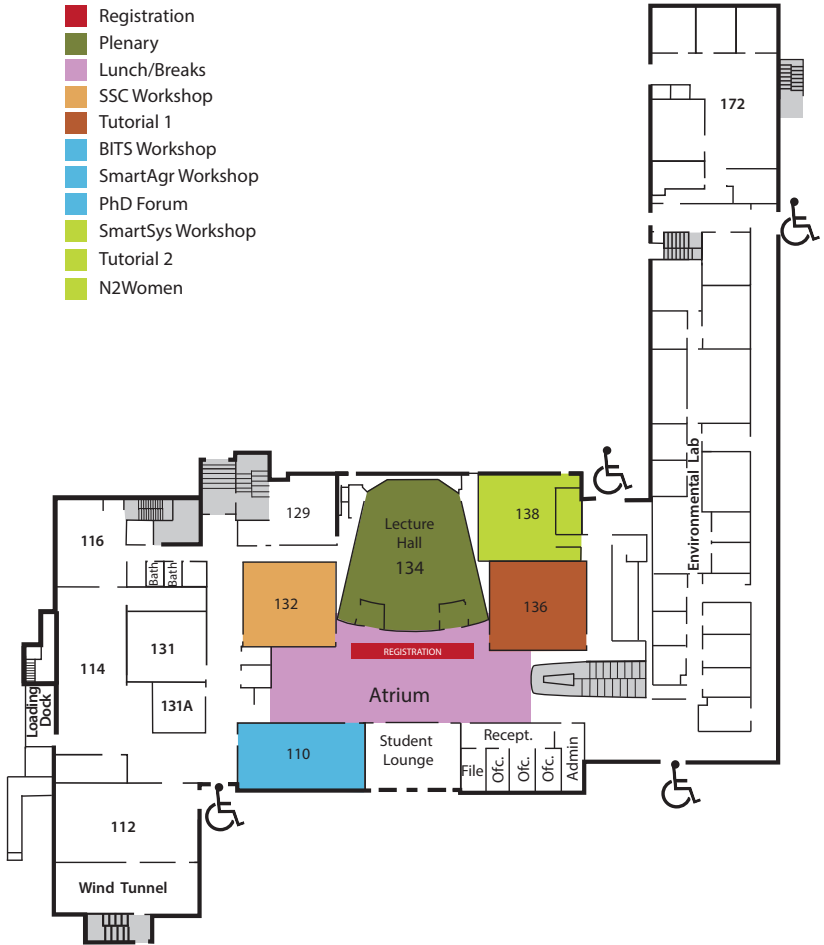 Registration
Plenary
Lunch/Breaks
SSC Workshop
Tutorial 1
BITS Workshop
SmartAgr Workshop
PhD Forum
SmartSys Workshop
Tutorial 2
N2Women
172
Environmental Lab
129
Lecture
Hall
134
138
116
Bath
Bath
132
136
131
REGISTRATION
114
131A
Atrium
Loading
Dock
110
Student
Lounge
Recept.
File
Ofc.
Ofc.
Ofc.
Admin
112
Wind Tunnel